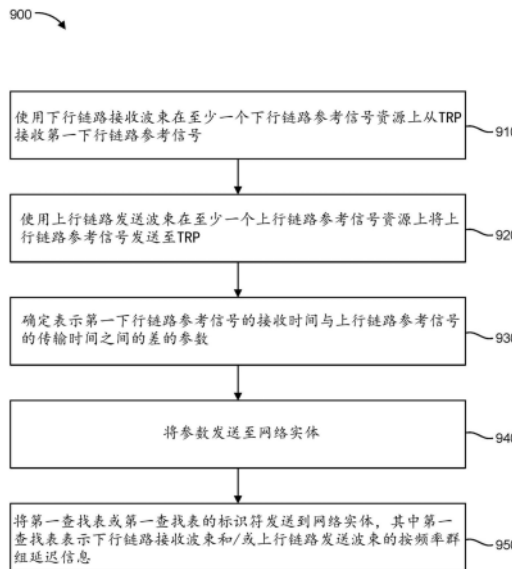 900
使用下行链路接收波束在至少一个下行链路参考信号资源上从TRP
接收第一下行链路参考信号
910
使用上行链路发送波束在至少一个上行链路参考信号资源上将上
行链路参考信号发送至TRP
920
确定表示第一下行链路参考信号的接收时间与上行链路参考信号
的传输时间之间的差的参数
930
将参数发送至网络实体
940
将第一查找表或第一查找表的标识符发送到网络实体，其中第一
查找表表示下行链路接收波束和/或上行链路发送波束的按频率群
组延迟信息
950